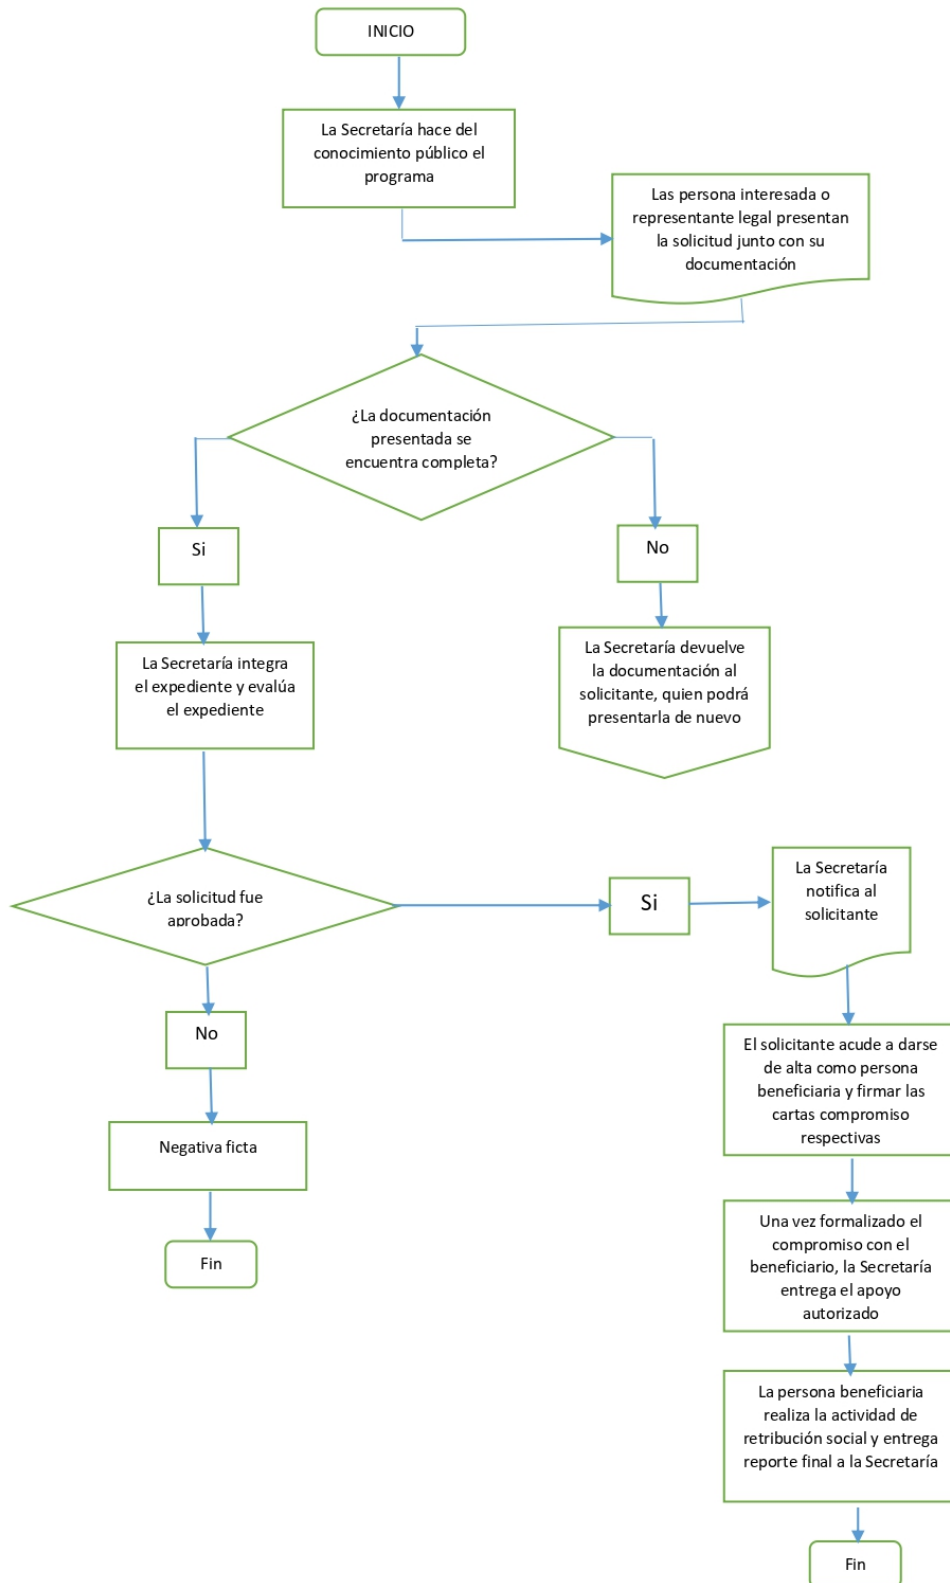 INICIO
La Secretaría hace del
conocimiento público el
programa
Las persona interesada o
representante legal presentan
la solicitud junto con su
documentación
¿La documentación
presentada se
encuentra completa?
Si
No
La Secretaría integra
el expediente y evalúa
el expediente
La Secretaría devuelve
la documentación al
solicitante, quien podrá
presentarla de nuevo
¿La solicitud fue
aprobada?
Si
La Secretaría
notifica al
solicitante
No
El solicitante acude a darse
de alta como persona
beneficiaria y firmar las
cartas compromiso
respectivas
Negativa ficta
Una vez formalizado el
compromiso con el
beneficiario, la Secretaría
entrega el apoyo
autorizado
Fin
La persona beneficiaria
realiza la actividad de
retribución social y entrega
reporte final a la Secretaría
Fin